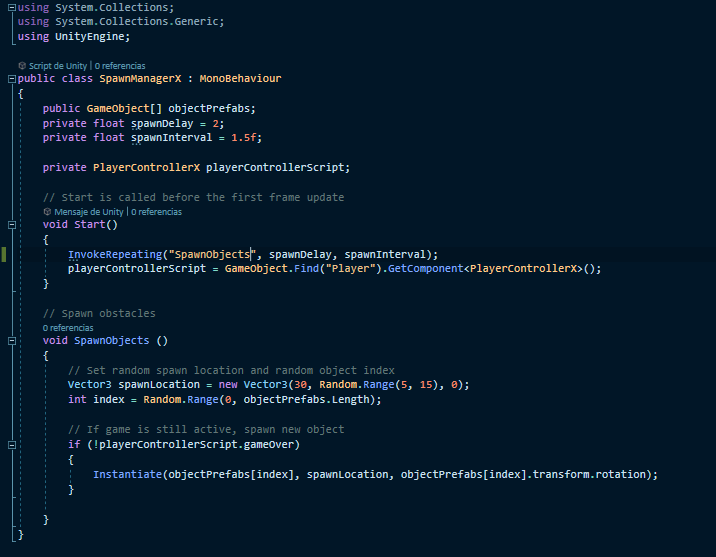 using System.Collections;
using System.Collections.Generic;
using UnityEngine;
Script de Unity | 0 referencias
public class SpawnManagerX : MonoBehaviour
{
public GameObject[] objectPrefabs;
private float spawnDelay = 2;
private float spawnInterval = 1.5f;
private PlayerControllerX playerControllerScript;
// Start is called before the first frame update
Mensaje de Unity | 0 referencias
void Start()
{
InvokeRepeating("SpawnObjects", spawnDelay, spawnInterval);
playerControllerScript = GameObject.Find("Player").GetComponent<PlayerControllerX>();
}
// Spawn obstacles
0 referencias
void SpawnObjects ()
{
// Set random spawn location and random object index
Vector3 spawnLocation = new Vector3(30, Random.Range(5, 15), 0);
int index = Random.Range(0, objectPrefabs.Length);
// If game is still active, spawn new object
if (!playerControllerScript.gameOver)
{
Instantiate(objectPrefabs[index], spawnLocation, objectPrefabs[index].transform.rotation);
}
}
}